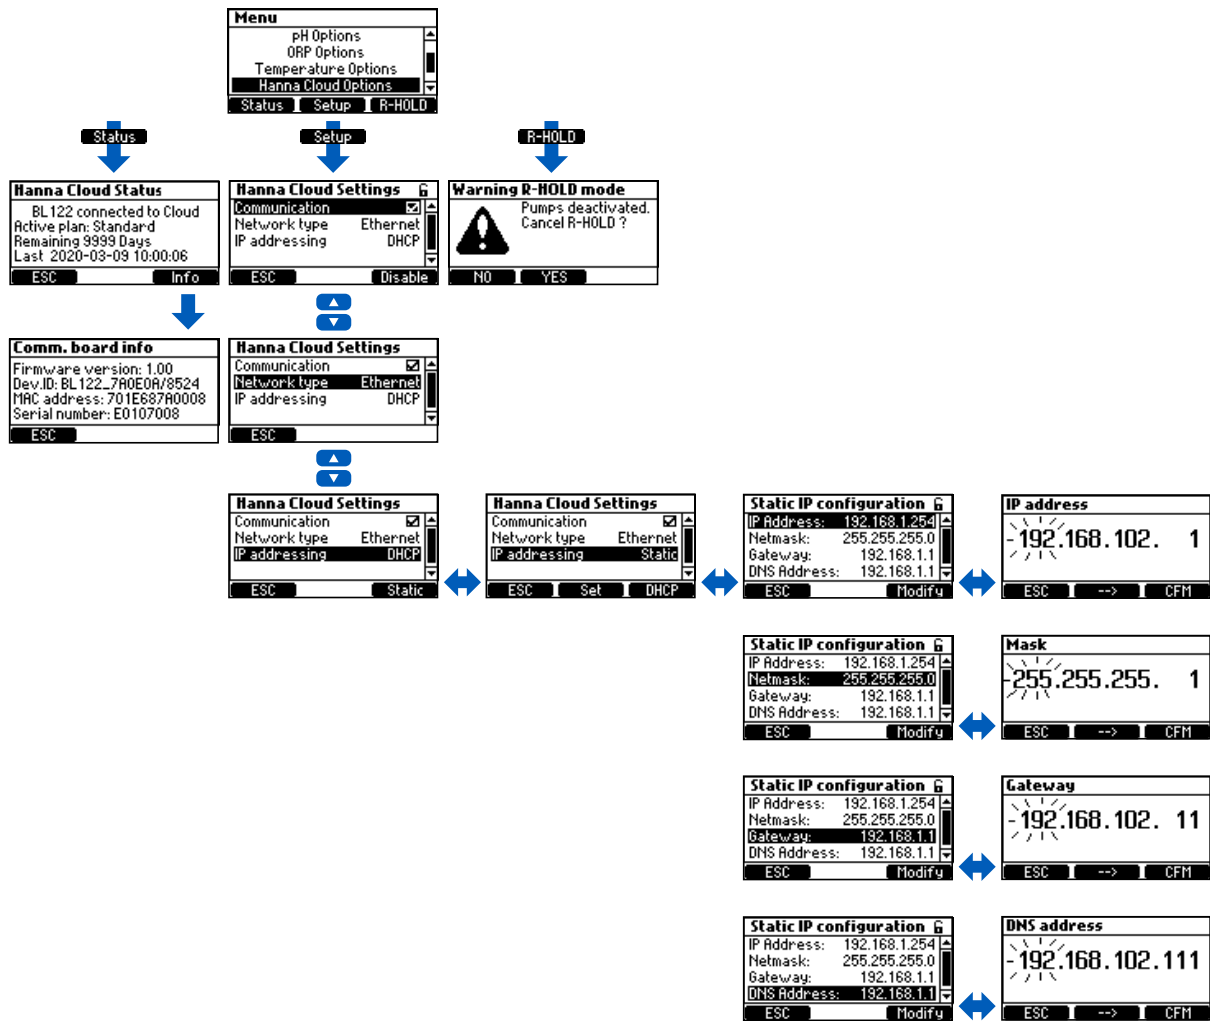 Menu
pH Options
ORP Options
Temperature Options
Hanna Cloud Options
Status Setup R-HOLD
Status Setup R-HOLD
Hanna Cloud Status
BL122 connected to Cloud
Active plan: Standard
Remaining 9999 Days
Last 2020-03-09 10:00:06
ESC Info
Hanna Cloud Settings
Communication
Network type Ethernet
IP addressing DHCP
ESC Disable
Warning R-HOLD mode
Pumps deactivated.
Cancel R-HOLD ?
NO YES
Comm. board info
Firmware version: 1.00
Dev.ID: BL122_7A0E0A/8524
MAC address: 701E687A0008
Serial number: E0107008
ESC
Hanna Cloud Settings
Communication
Network type Ethernet
IP addressing DHCP
ESC
Hanna Cloud Settings
Communication
Network type Ethernet
IP addressing DHCP
ESC Static
Hanna Cloud Settings
Communication
Network type Ethernet
IP addressing Static
ESC Set DHCP
Static IP configuration
IP Address: 192.168.1.254
Netmask: 255.255.255.0
Gateway: 192.168.1.1
DNS Address: 192.168.1.1
ESC Modify
IP address
192.168.102. 1
ESC --> CFM
Static IP configuration
IP Address: 192.168.1.254
Netmask: 255.255.255.0
Gateway: 192.168.1.1
DNS Address: 192.168.1.1
ESC Modify
Mask
255.255.255. 1
ESC --> CFM
Static IP configuration
IP Address: 192.168.1.254
Netmask: 255.255.255.0
Gateway: 192.168.1.1
DNS Address: 192.168.1.1
ESC Modify
Gateway
192.168.102. 11
ESC --> CFM
Static IP configuration
IP Address: 192.168.1.254
Netmask: 255.255.255.0
Gateway: 192.168.1.1
DNS Address: 192.168.1.1
ESC Modify
DNS address
192.168.102.111
ESC --> CFM